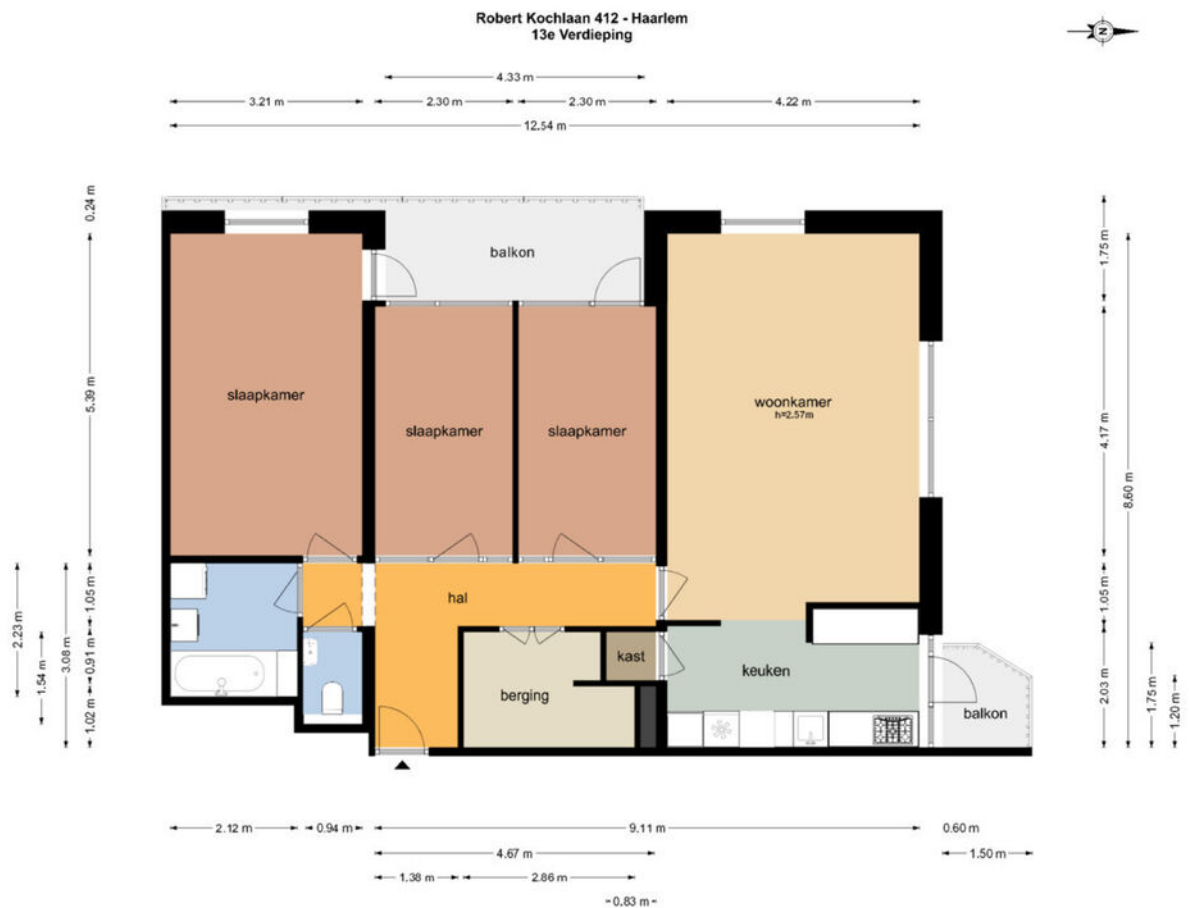 Robert Kochlaan 412 - Haarlem
13e Verdieping
N
4.33 m
3.21 m
2.30 m
2.30 m
4.22 m
12.54 m
0.24 m
1.75 m
balkon
slaapkamer
slaapkamer
slaapkamer
woonkamer
h=2.57m
5.39 m
4.17 m
8.60 m
hal
2.23 m
1.54 m
3.08 m
1.05 m
0.91 m
1.02 m
kast
berging
keuken
balkon
1.05 m
2.03 m
1.75 m
1.20 m
2.12 m
0.94 m
9.11 m
0.60 m
4.67 m
1.50 m
1.38 m
2.86 m
0.83 m